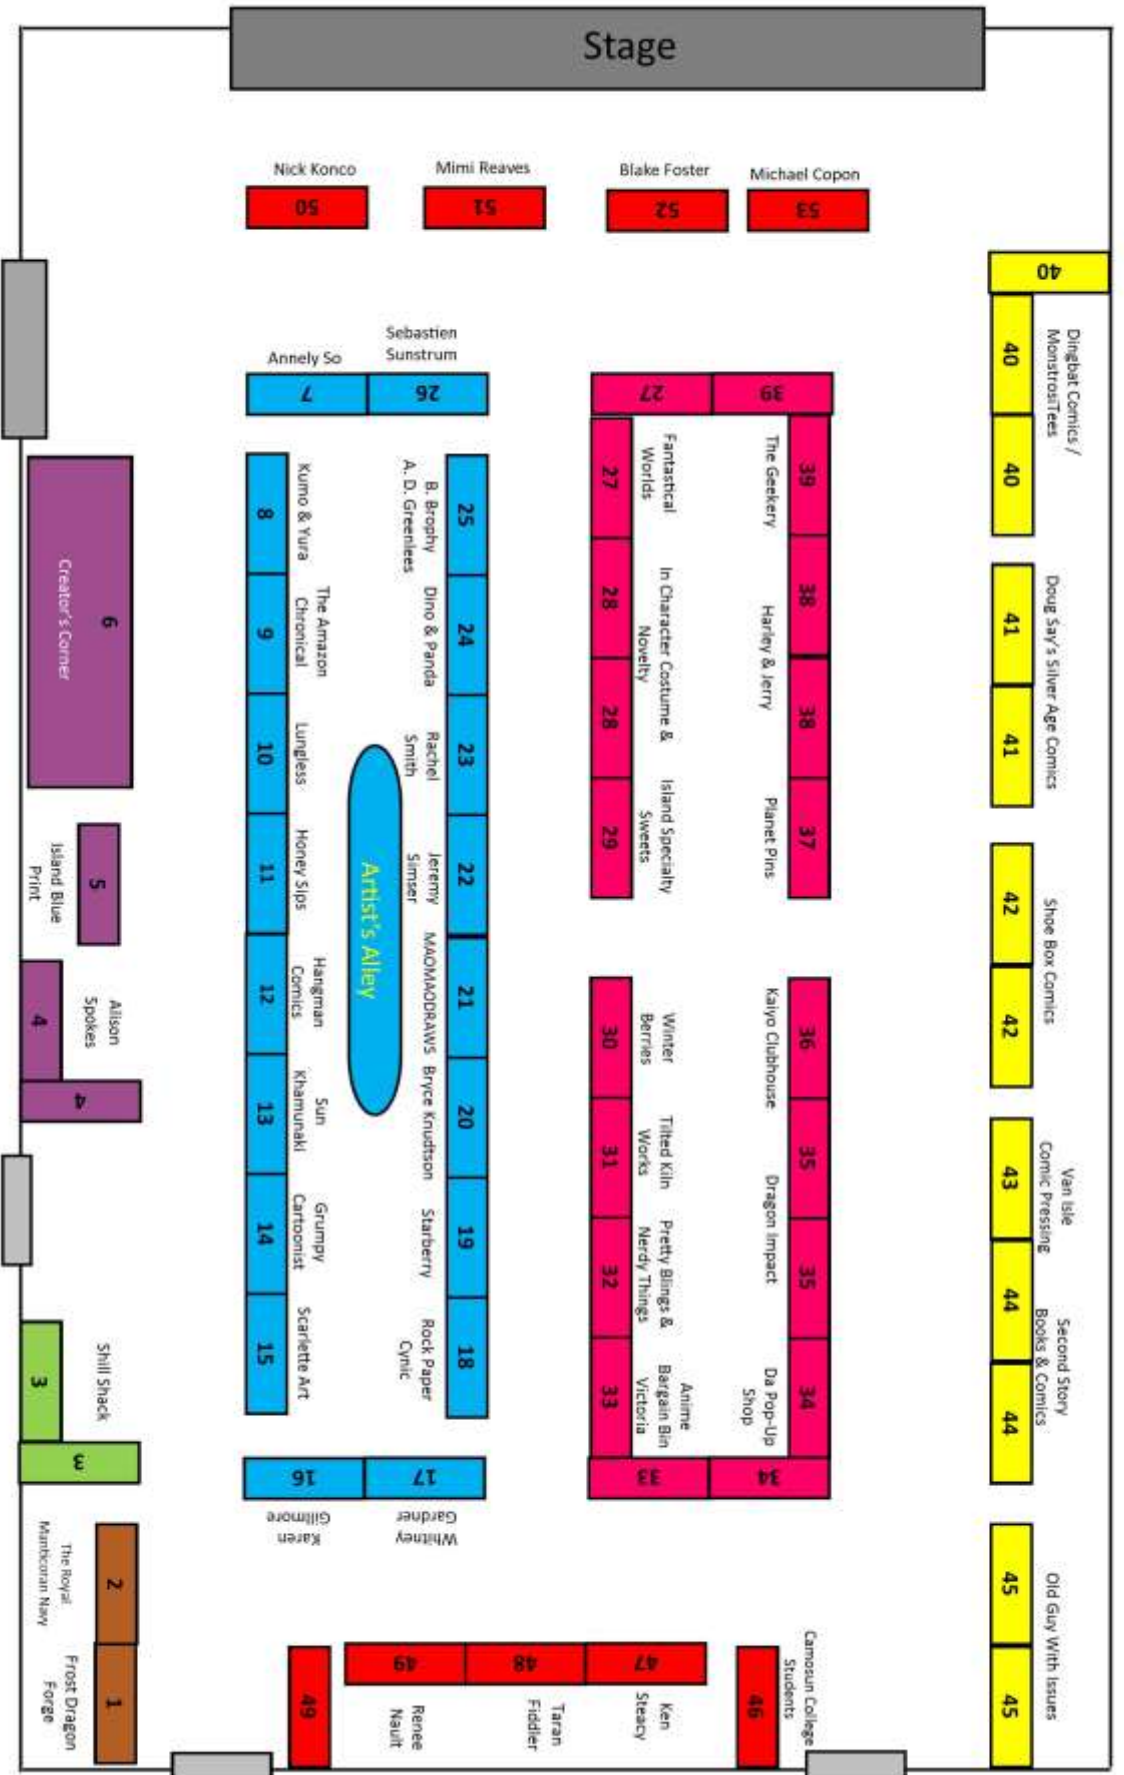 Stage
Nick Konco
Mimi Reaves
Blake Foster
Michael Copon
50
51
52
53
40
40
40
Dingbat Comics /
MonstrosiTees
41
41
Doug Say's Silver Age Comics
42
42
Shoe Box Comics
43
Van Isle
Comic Pressing
44
44
Second Story
Books & Comics
45
45
Old Guy With Issues
Annely So
Sebastien
Sunstrum
7
26
27
39
8
Kumo & Yura
9
The Amazon
Chronical
10
Lungless
11
Honey Sips
12
Hangman
Comics
13
Sun
Khamunaki
14
Grumpy
Cartoonist
15
Scarlette Art
Artist's Alley
25
B. Brophy
A. D. Greenlees
24
Dino & Panda
23
Rachel
Smith
22
Jeremy
Simser
21
MAOMAODRAWS
20
Bryce Knudtson
19
Starberry
18
Rock Paper
Cynic
16
Karen
Gillmore
17
Whitney
Gardner
27
Fantastical
Worlds
28
28
In Character Costume &
Novelty
29
Island Specialty
Sweets
30
Winter
Berries
31
Tilted Kiln
Works
32
Pretty Blings &
Nerdy Things
33
33
Anime
Bargain Bin
Victoria
39
The Geekery
38
38
Harley & Jerry
37
Planet Pins
36
Kaiyo Clubhouse
35
35
Dragon Impact
34
34
Da Pop-Up
Shop
6
Creator's Corner
5
Island Blue
Print
4
4
Alison
Spokes
3
3
Shill Shack
2
The Royal
Manticoran Navy
1
Frost Dragon
Forge
49
49
Renee
Nault
48
Taran
Fiddler
47
Ken
Steacy
46
Camosun College
Students